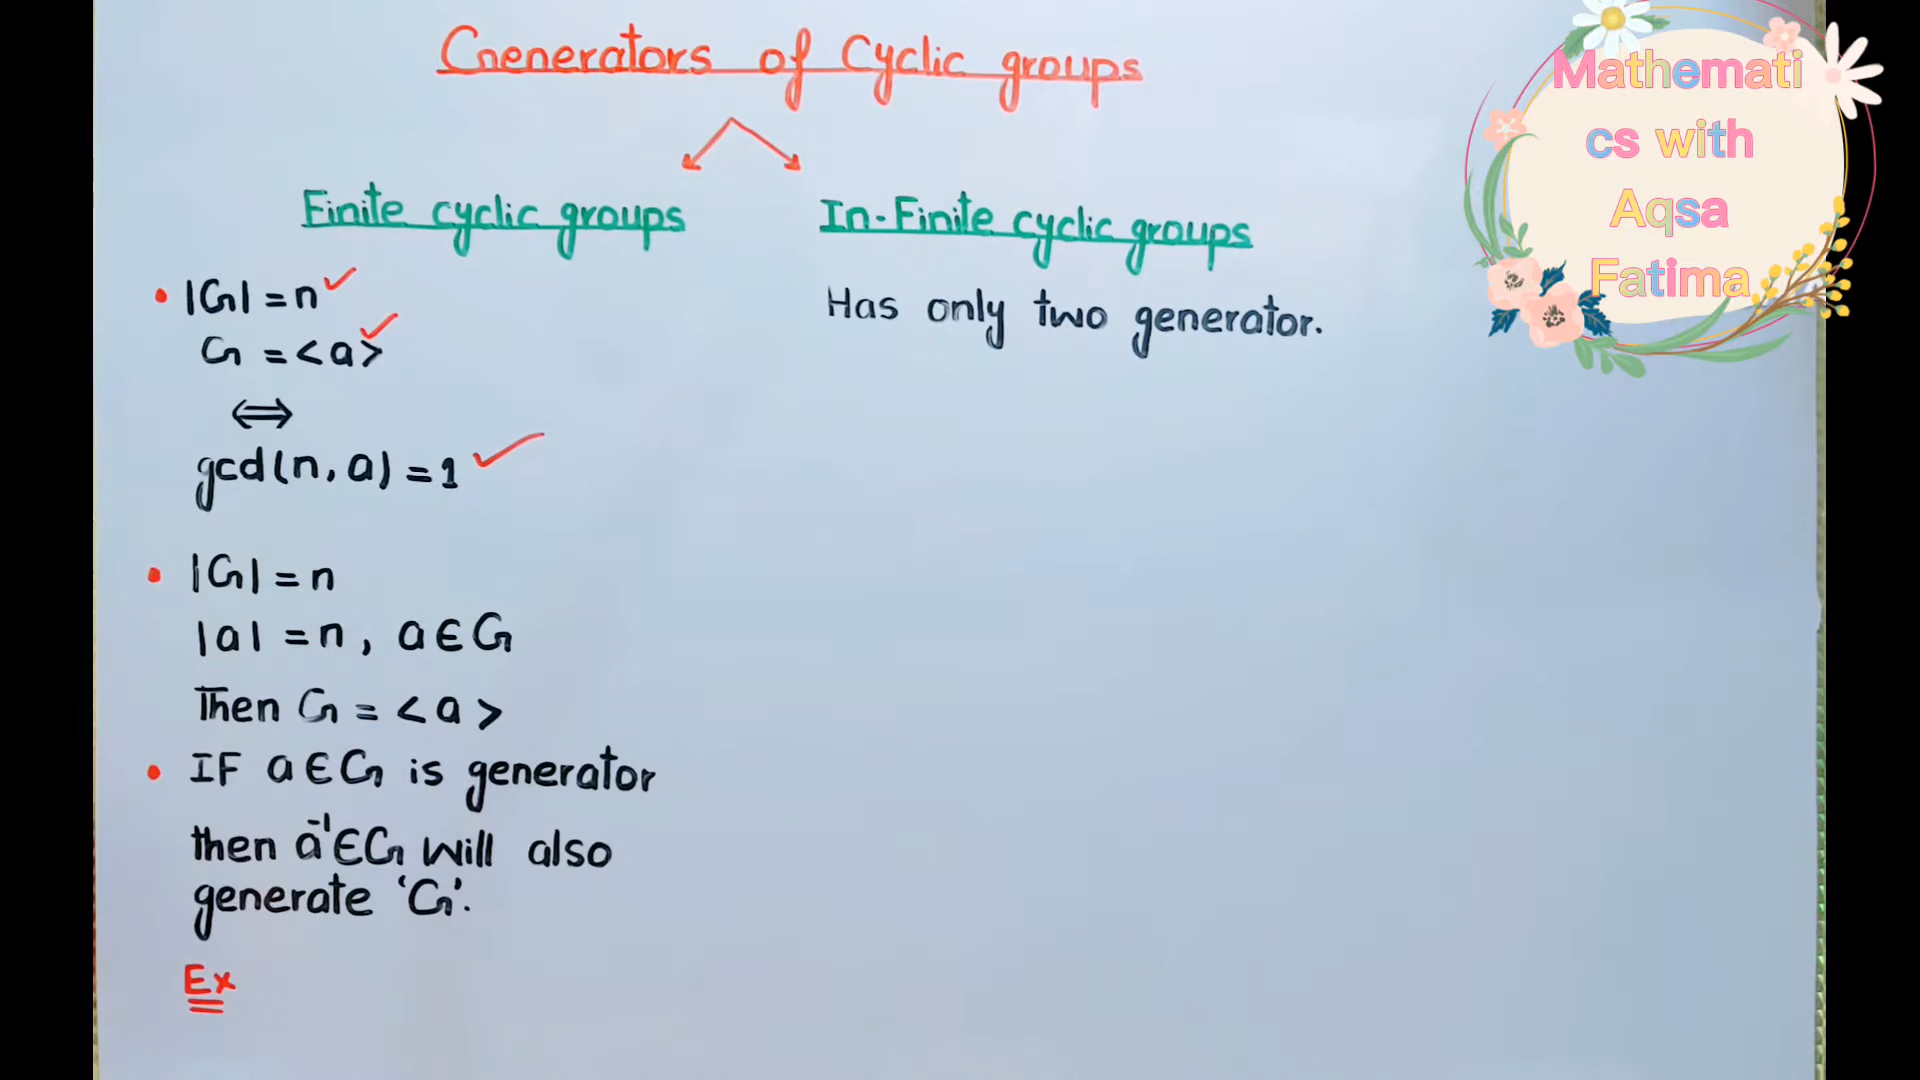 Generators of Cyclic groups
Finite cyclic groups
• |G| = n ✓
G = <a> ✓
⟺
gcd(n, a) = 1 ✓
• |G| = n
|a| = n, a∈G
Then G = <a>
• IF a∈G is generator
then a⁻¹∈G will also
generate 'G'.
Ex
In-Finite cyclic groups
Has only two generator.
Mathemati
cs with
Aqsa
Fatima